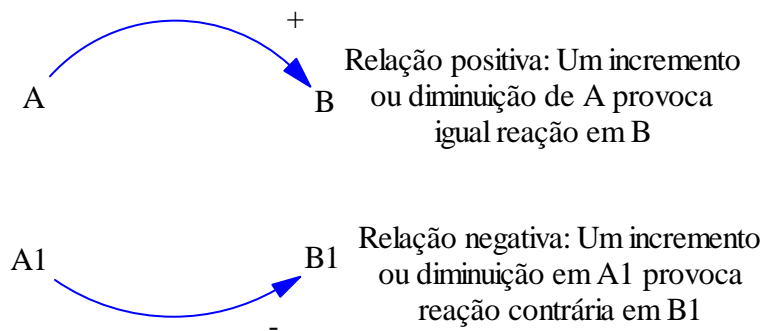 +
A
B
Relação positiva: Um incremento
ou diminuição de A provoca
igual reação em B
A1
B1
Relação negativa: Um incremento
ou diminuição em A1 provoca
reação contrária em B1
-